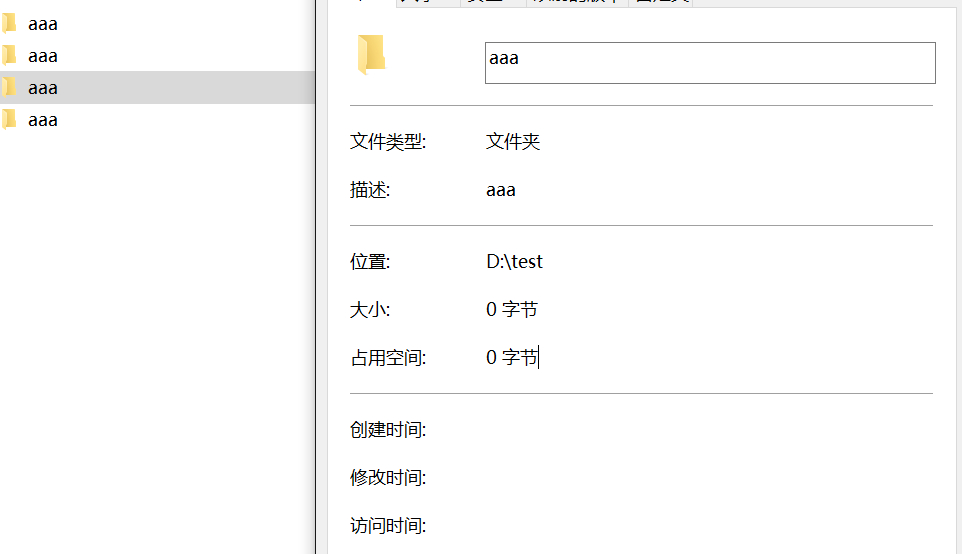 aaa
aaa
aaa
aaa
aaa
文件类型: 文件夹
描述: aaa
位置: D:\test
大小: 0 字节
占用空间: 0 字节
创建时间:
修改时间:
访问时间: